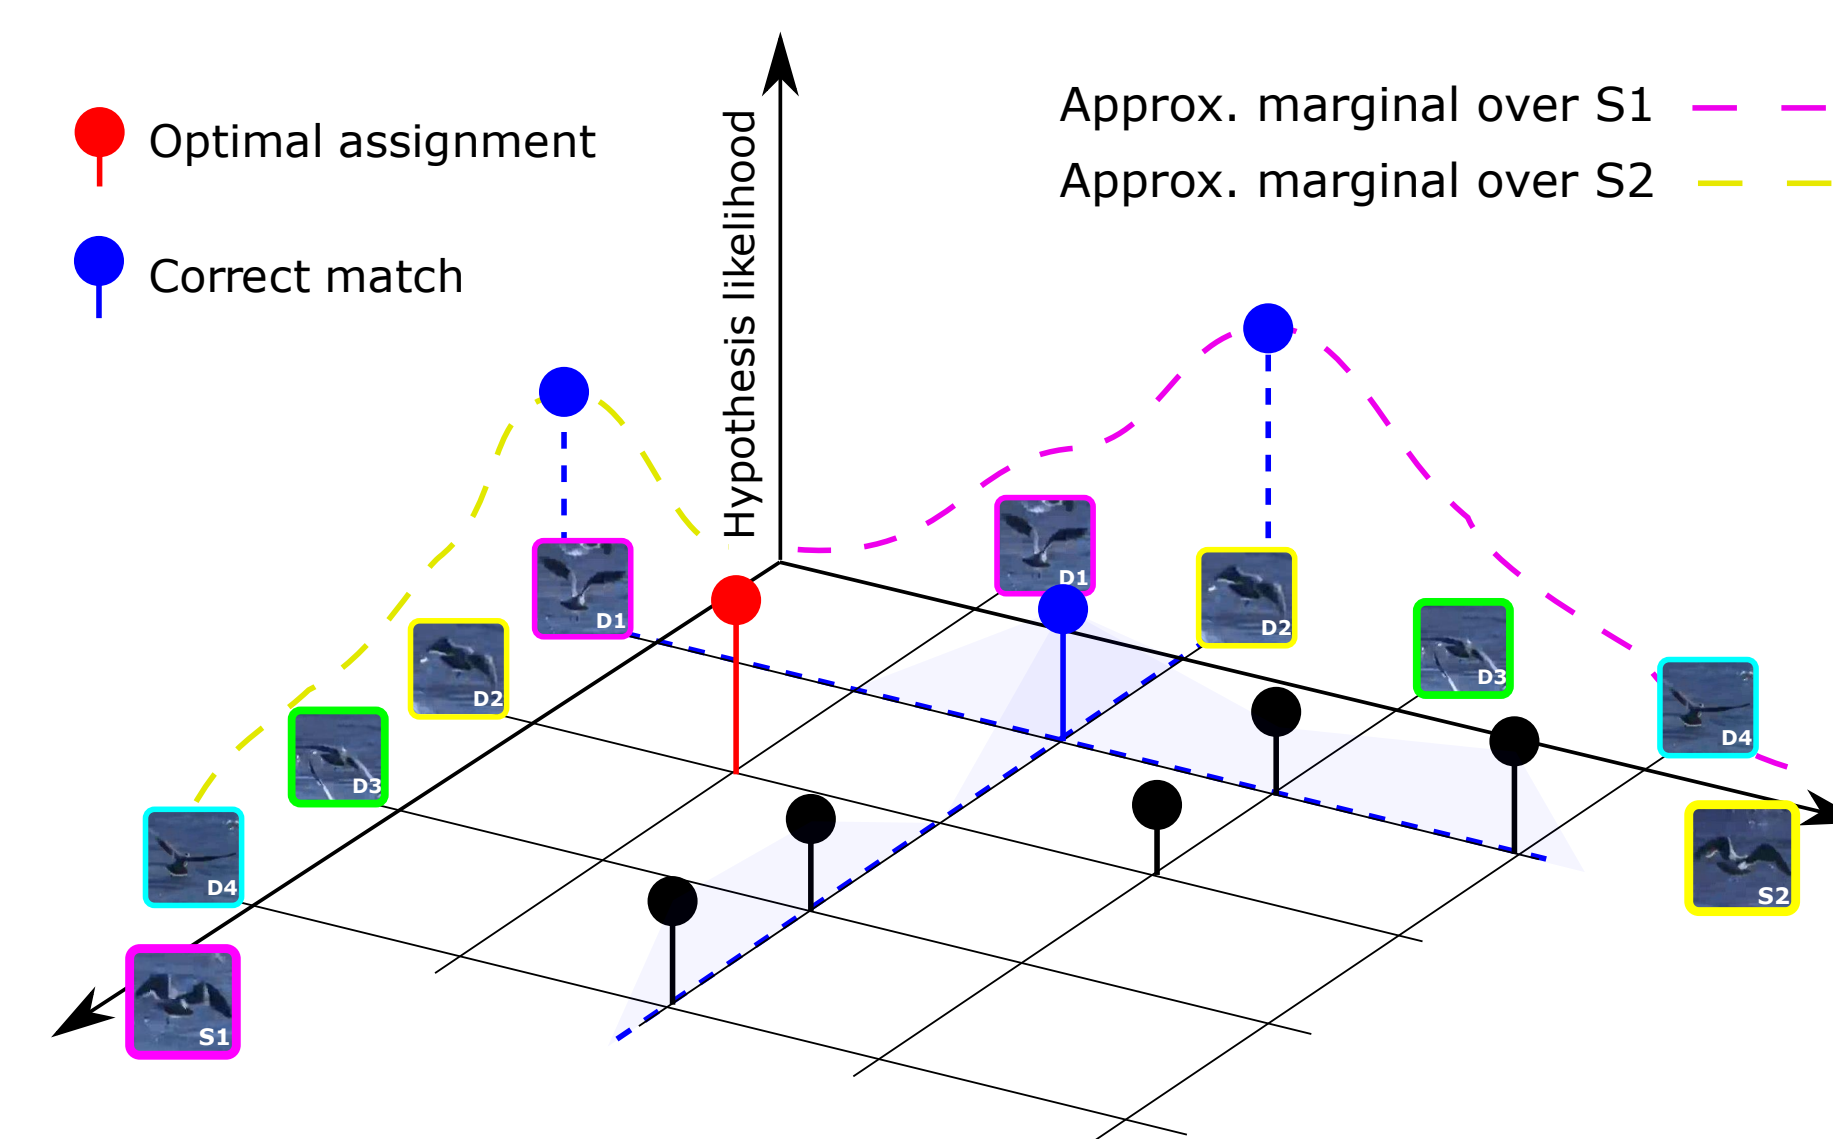 Optimal assignment
Correct match
Hypothesis likelihood
Approx. marginal over S1
Approx. marginal over S2
D1
D2
D3
D4
S1
D1
D2
D3
D4
S2